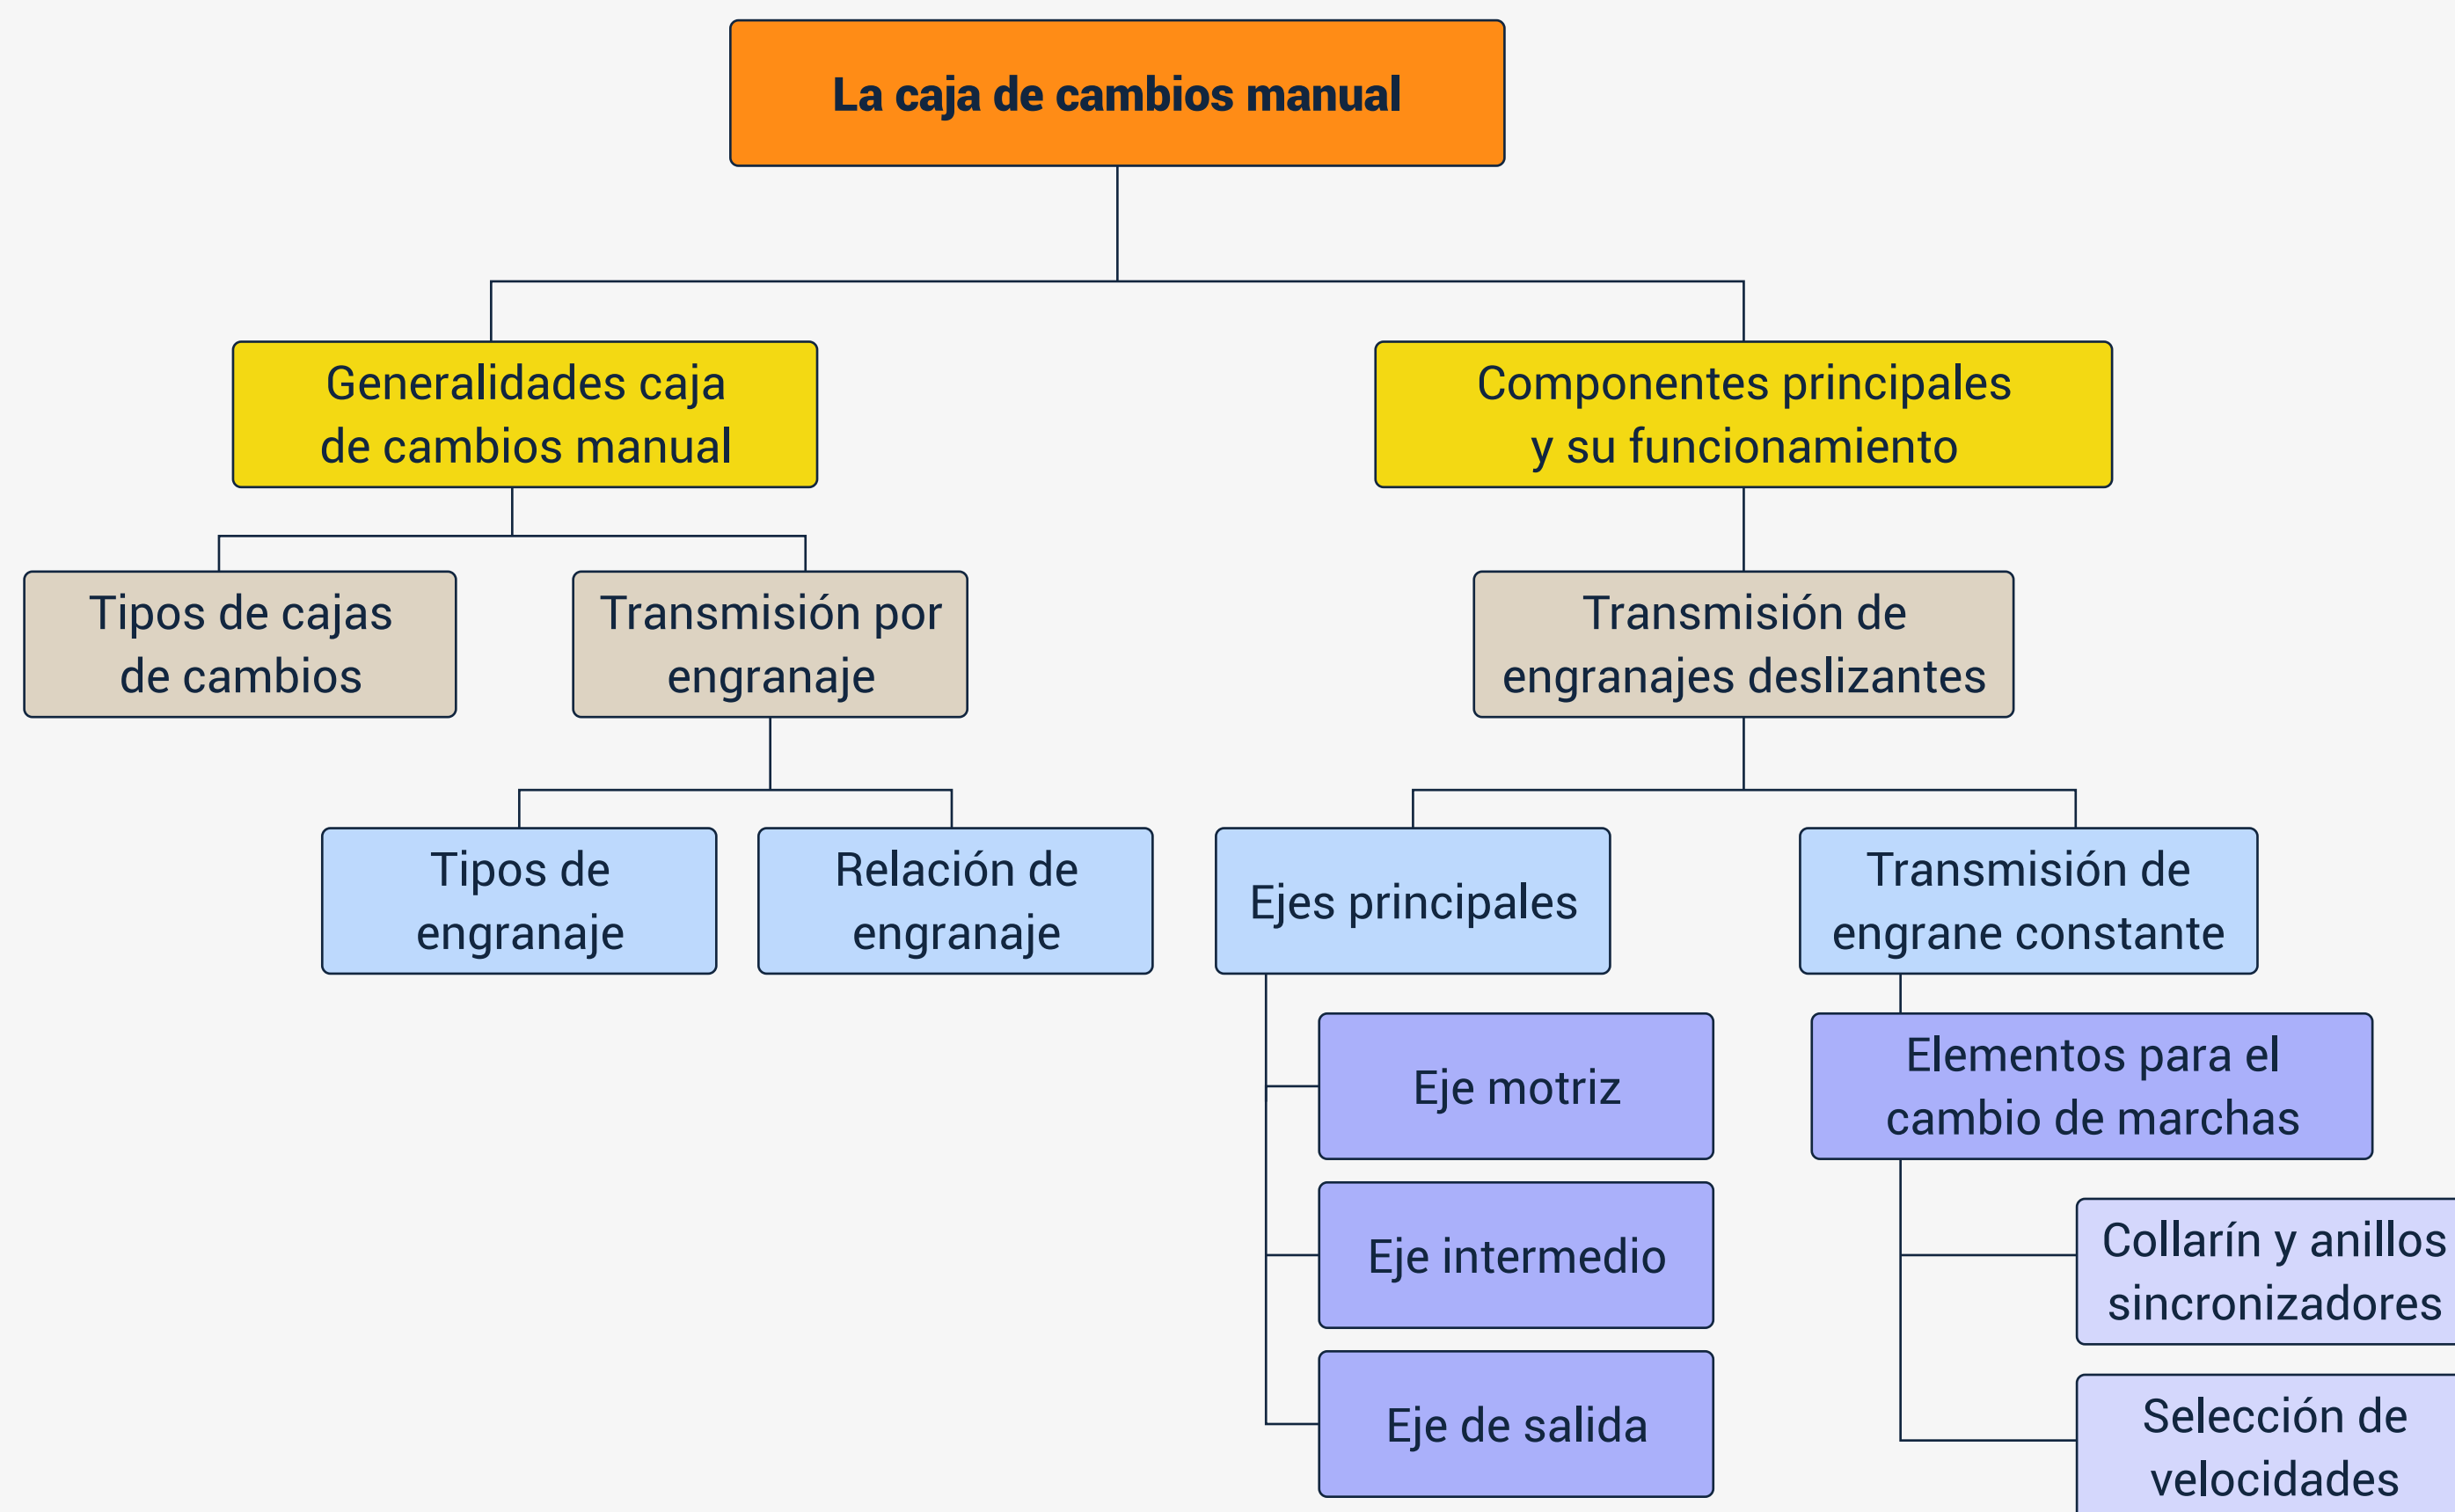 La caja de cambios manual
Generalidades caja
de cambios manual
Componentes principales
y su funcionamiento
Tipos de cajas
de cambios
Transmisión por
engranaje
Transmisión de
engranajes deslizantes
Tipos de
engranaje
Relación de
engranaje
Ejes principales
Transmisión de
engrane constante
Eje motriz
Elementos para el
cambio de marchas
Eje intermedio
Collarín y anillos
sincronizadores
Eje de salida
Selección de
velocidades